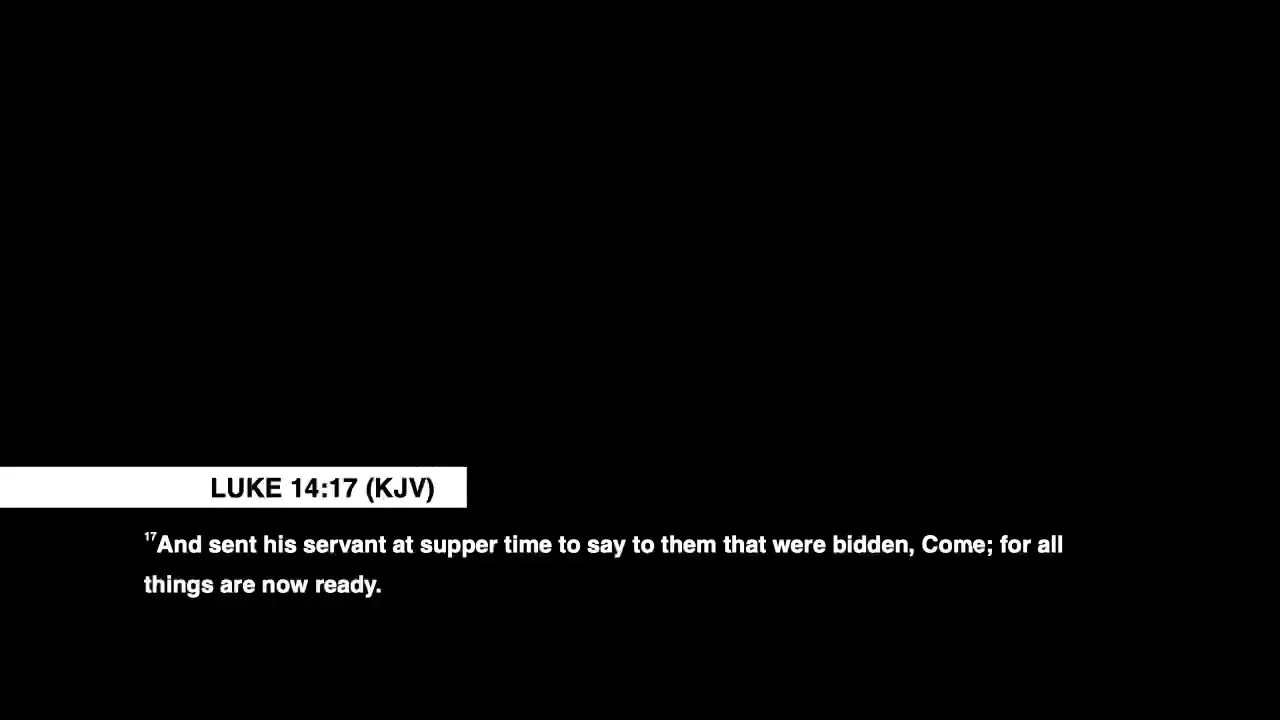 LUKE 14:17 (KJV)
17And sent his servant at supper time to say to them that were bidden, Come; for all
things are now ready.